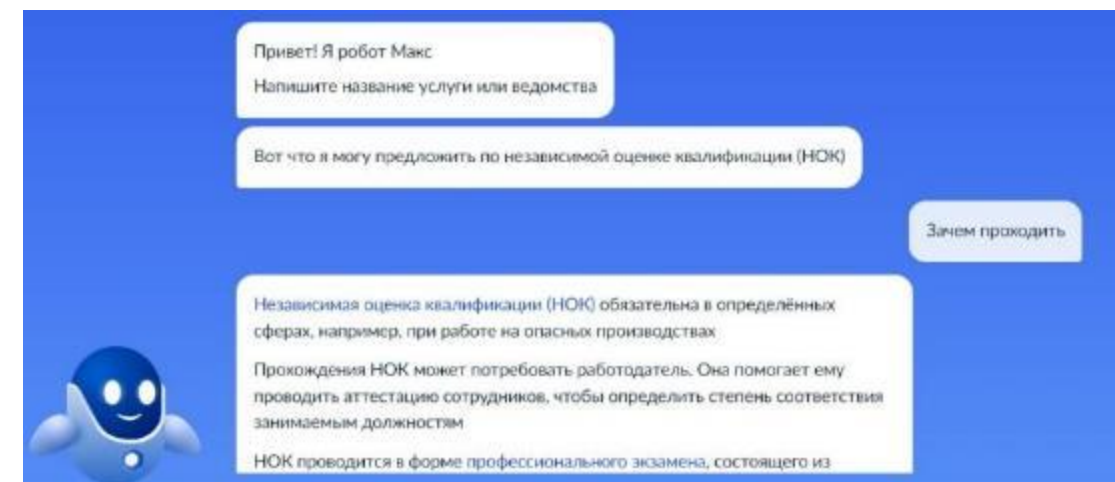 Привет! Я робот Макс
Напишите название услуги или ведомства
Вот что я могу предложить по независимой оценке квалификации (НОК)
Зачем проходить
Независимая оценка квалификации (НОК) обязательна в определённых
сферах, например, при работе на опасных производствах
Прохождения НОК может потребовать работодатель. Она помогает ему
проводить аттестацию сотрудников, чтобы определить степень соответствия
занимаемым должностям
НОК проводится в форме профессионального экзамена, состоящего из